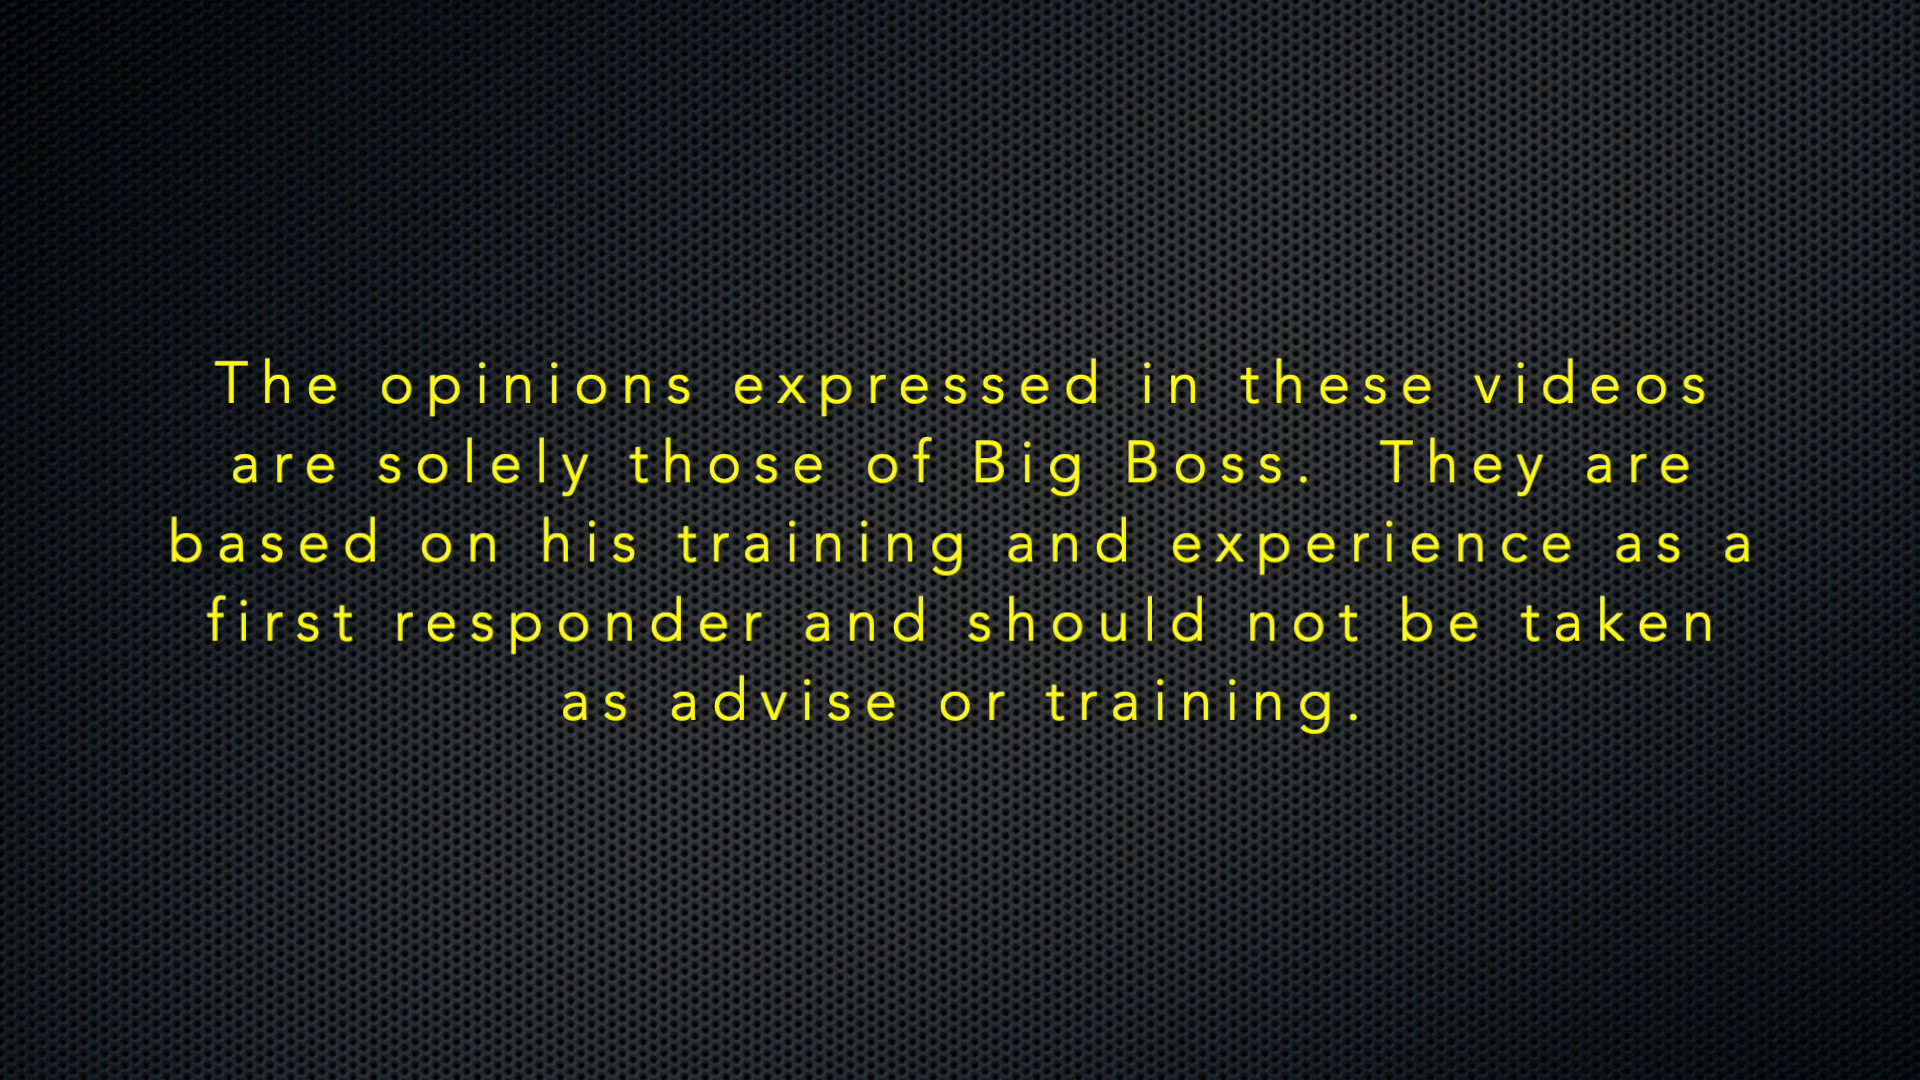 The opinions expressed in these videos
are solely those of Big Boss.  They are
based on his training and experience as a
first responder and should not be taken
as advise or training.